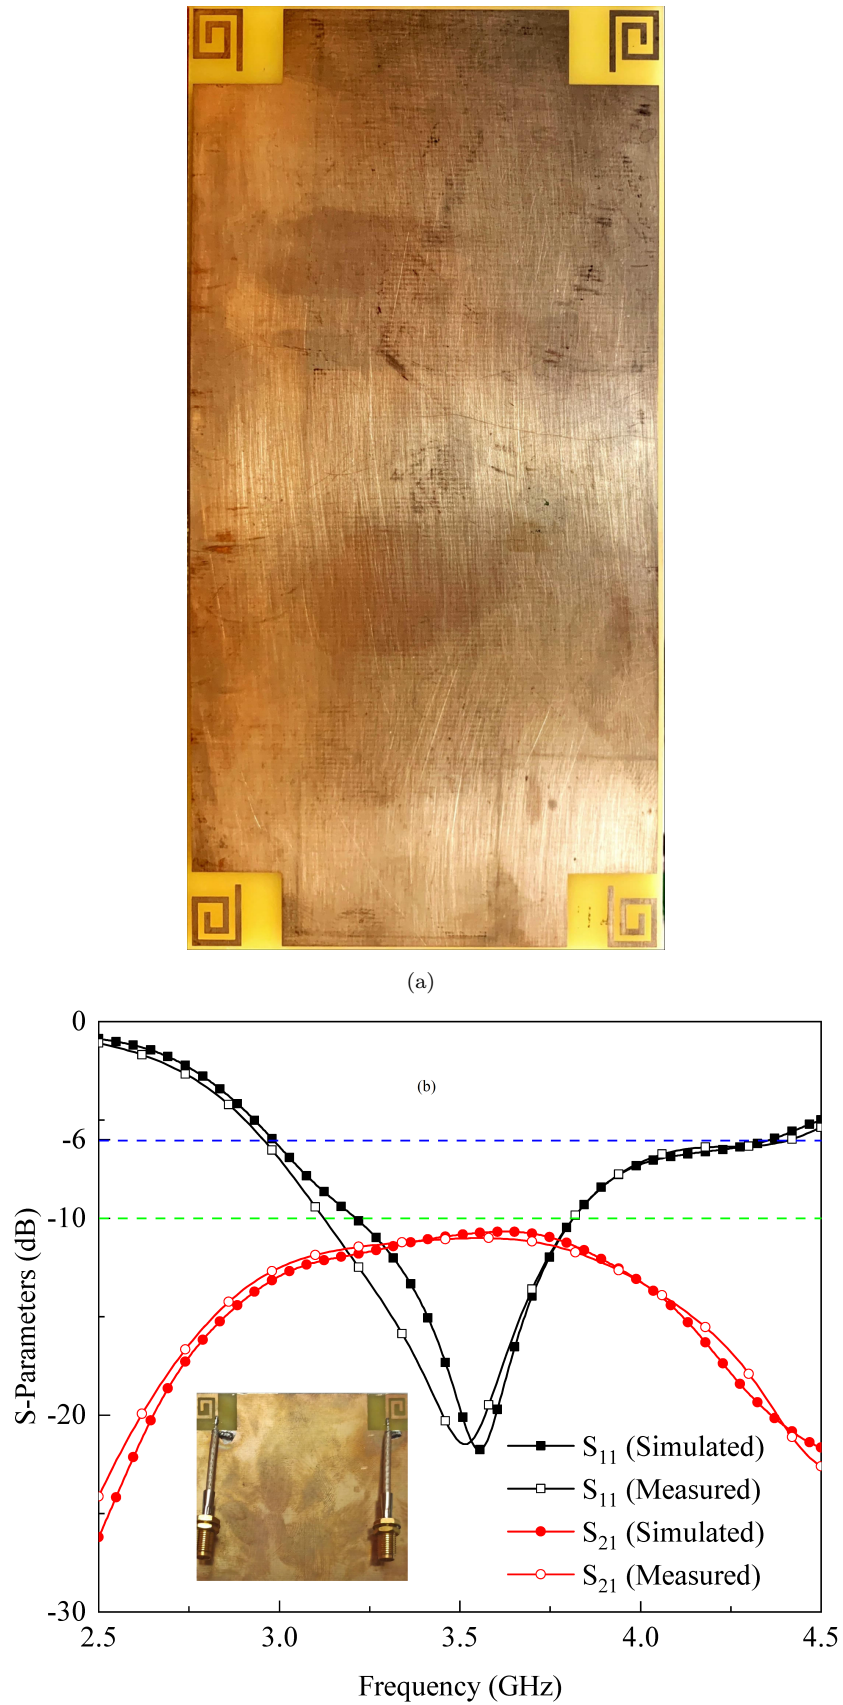 (a)
0
(b)
-6
-10
-20
-30
S-Parameters (dB)
S11 (Simulated)
S11 (Measured)
S21 (Simulated)
S21 (Measured)
2.5 3.0 3.5 4.0 4.5
Frequency (GHz)